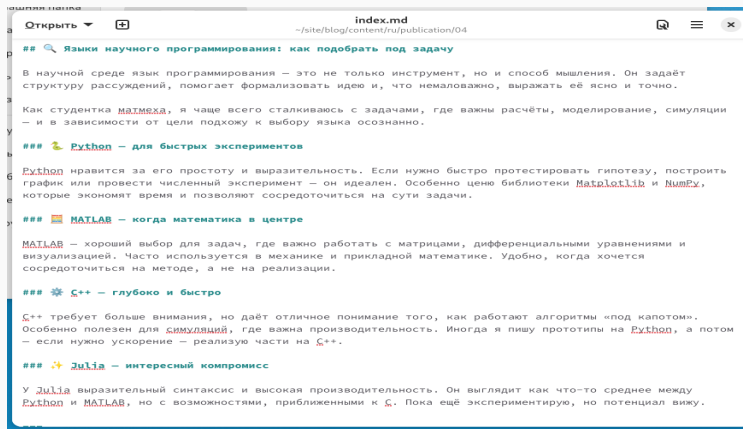 Открыть
index.md
~/site/blog/content/ru/publication/04
## 🔍 Языки научного программирования: как подобрать под задачу
В научной среде язык программирования — это не только инструмент, но и способ мышления. Он задаёт
структуру рассуждений, помогает формализовать идею и, что немаловажно, выражать её ясно и точно.
Как студентка матмеха, я чаще всего сталкиваюсь с задачами, где важны расчёты, моделирование, симуляции
— и в зависимости от цели подхожу к выбору языка осознанно.
### 🐍 Python — для быстрых экспериментов
Python нравится за его простоту и выразительность. Если нужно быстро протестировать гипотезу, построить
график или провести численный эксперимент — он идеален. Особенно ценю библиотеки Matplotlib и NumPy,
которые экономят время и позволяют сосредоточиться на сути задачи.
### 🧮 MATLAB — когда математика в центре
MATLAB — хороший выбор для задач, где важно работать с матрицами, дифференциальными уравнениями и
визуализацией. Часто используется в механике и прикладной математике. Удобно, когда хочется
сосредоточиться на методе, а не на реализации.
### ⚙️ C++ — глубоко и быстро
C++ требует больше внимания, но даёт отличное понимание того, как работают алгоритмы «под капотом».
Особенно полезен для симуляций, где важна производительность. Иногда я пишу прототипы на Python, а потом
— если нужно ускорение — реализую части на C++.
### ✨ Julia — интересный компромисс
У Julia выразительный синтаксис и высокая производительность. Он выглядит как что-то среднее между
Python и MATLAB, но с возможностями, приближенными к C. Пока ещё экспериментирую, но потенциал вижу.